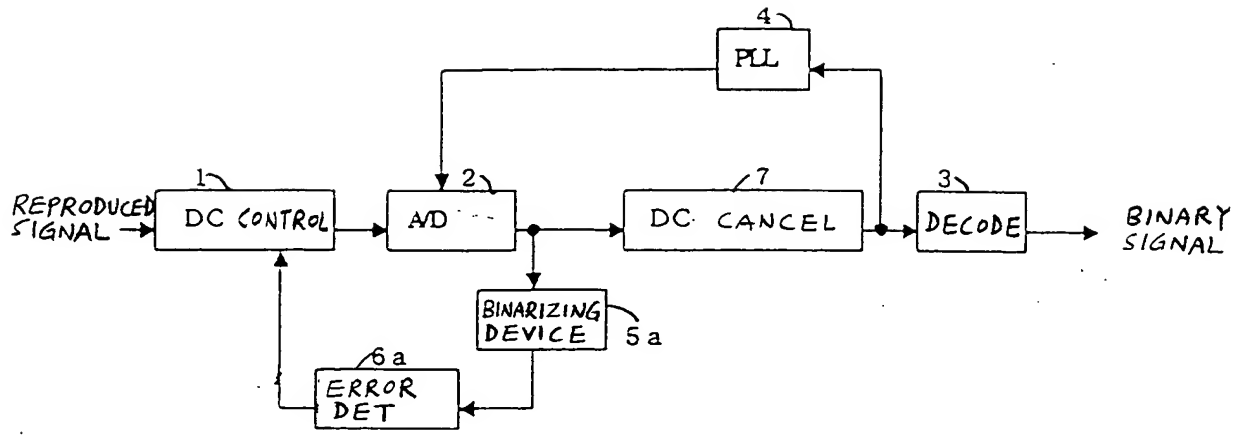 4
PLL
1
2
7
3
REPRODUCED
SIGNAL
DC CONTROL
A/D
DC CANCEL
DECODE
BINARY
SIGNAL
BINARIZING
DEVICE
5a
6a
ERROR
DET